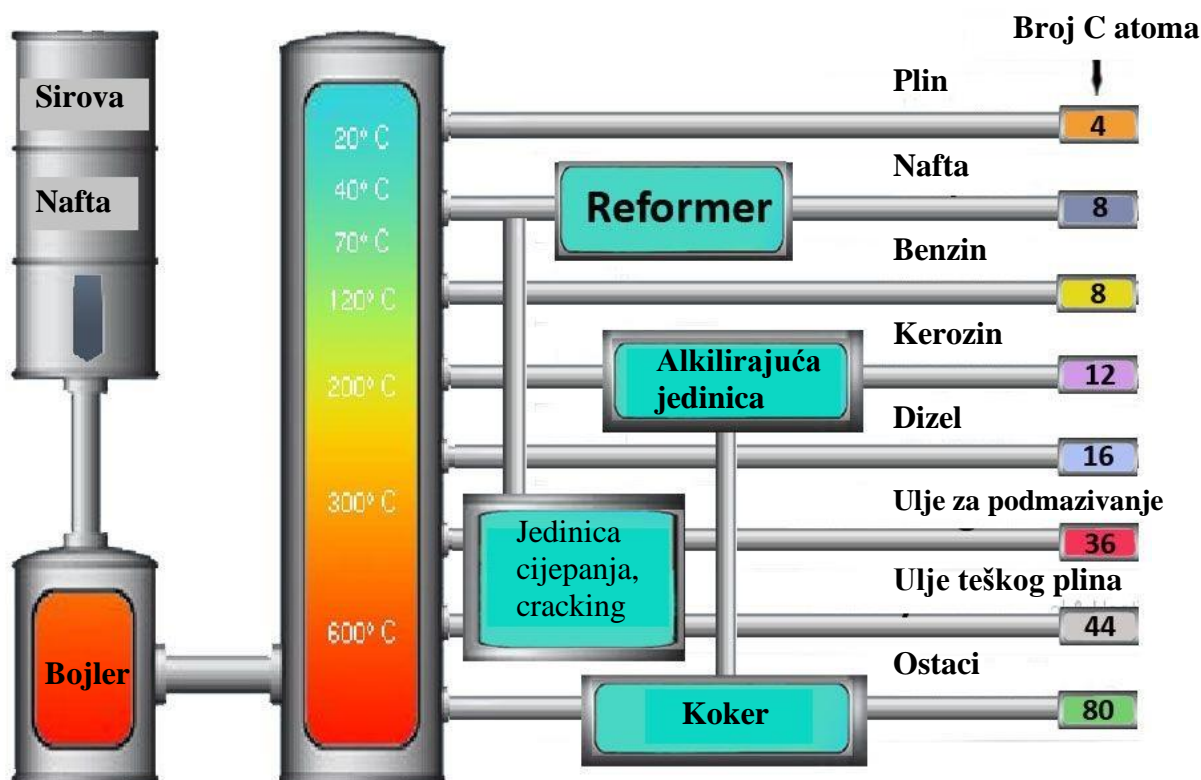 Broj C atoma
Sirova
Nafta
Bojler
20° C
40° C
70° C
120° C
200° C
300° C
600° C
Plin
4
Nafta
Reformer
8
Benzin
8
Kerozin
Alkilirajuća
jedinica
12
Dizel
16
Ulje za podmazivanje
Jedinica
cijepanja,
cracking
36
Ulje teškog plina
44
Ostaci
Koker
80